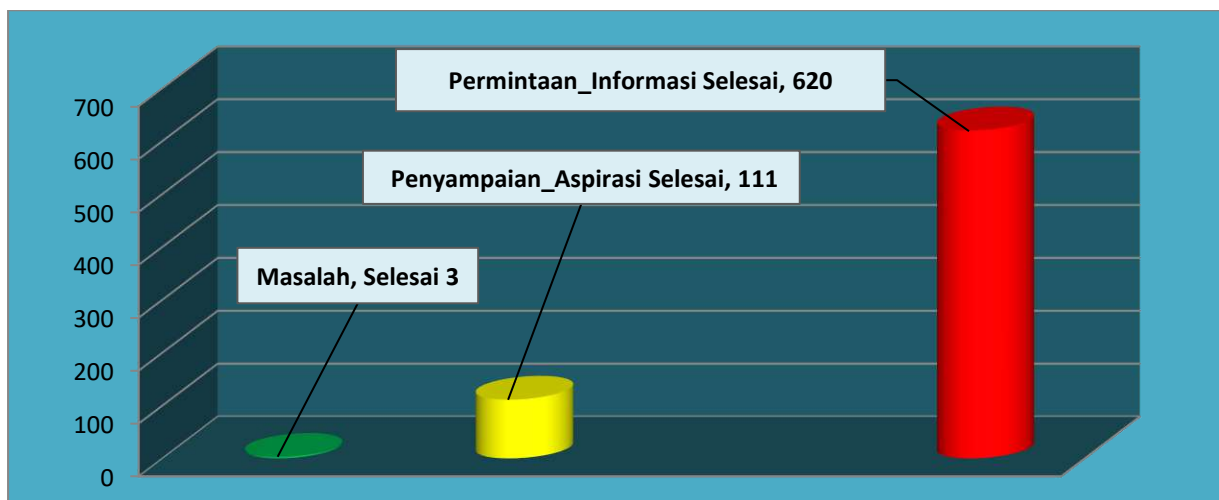 Permintaan_Informasi Selesai, 620
Penyampaian_Aspirasi Selesai, 111
Masalah, Selesai 3
700
600
500
400
300
200
100
0